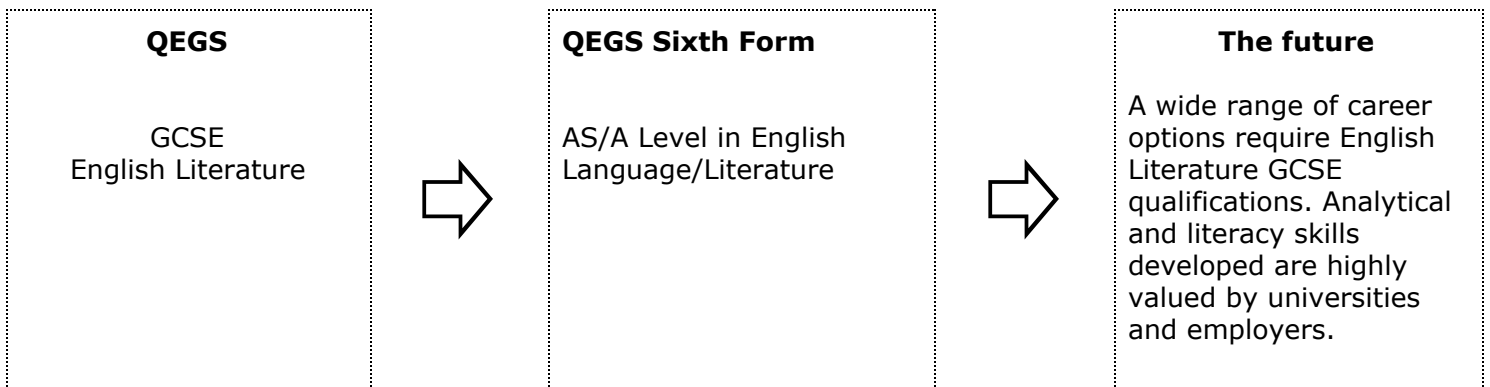 QEGS
GCSE
English Literature
QEGS Sixth Form
AS/A Level in English
Language/Literature
The future
A wide range of career
options require English
Literature GCSE
qualifications. Analytical
and literacy skills
developed are highly
valued by universities
and employers.